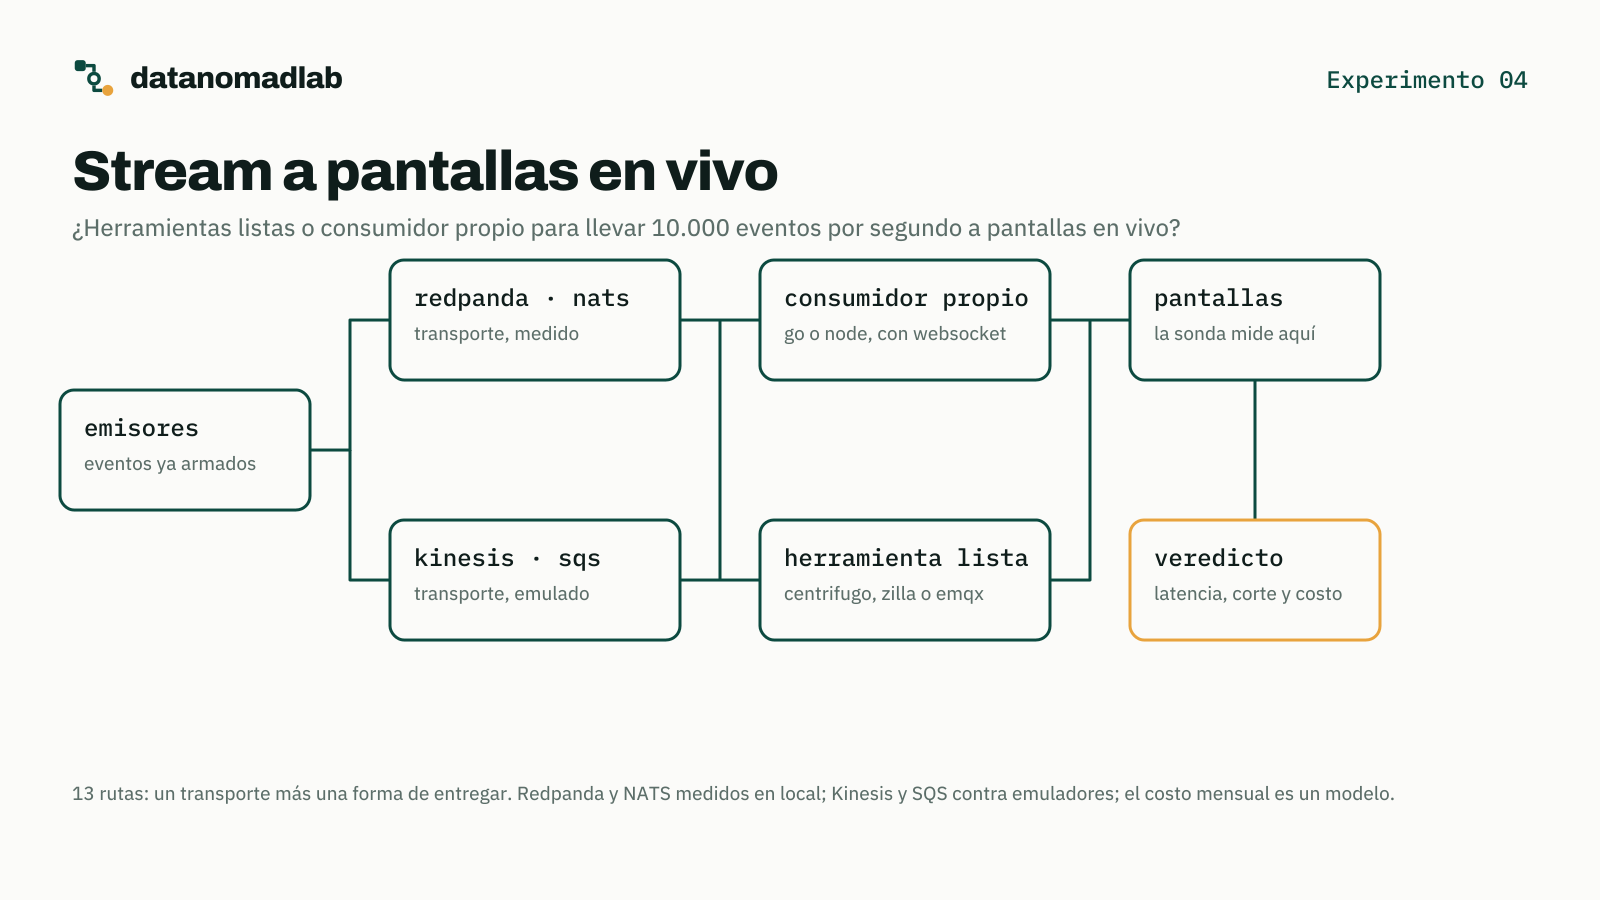 datanomadlab
Experimento 04
Stream a pantallas en vivo
¿Herramientas listas o consumidor propio para llevar 10.000 eventos por segundo a pantallas en vivo?
redpanda · nats
transporte, medido
consumidor propio
go o node, con websocket
pantallas
la sonda mide aquí
emisores
eventos ya armados
kinesis · sqs
transporte, emulado
herramienta lista
centrifugo, zilla o emqx
veredicto
latencia, corte y costo
13 rutas: un transporte más una forma de entregar. Redpanda y NATS medidos en local; Kinesis y SQS contra emuladores; el costo mensual es un modelo.